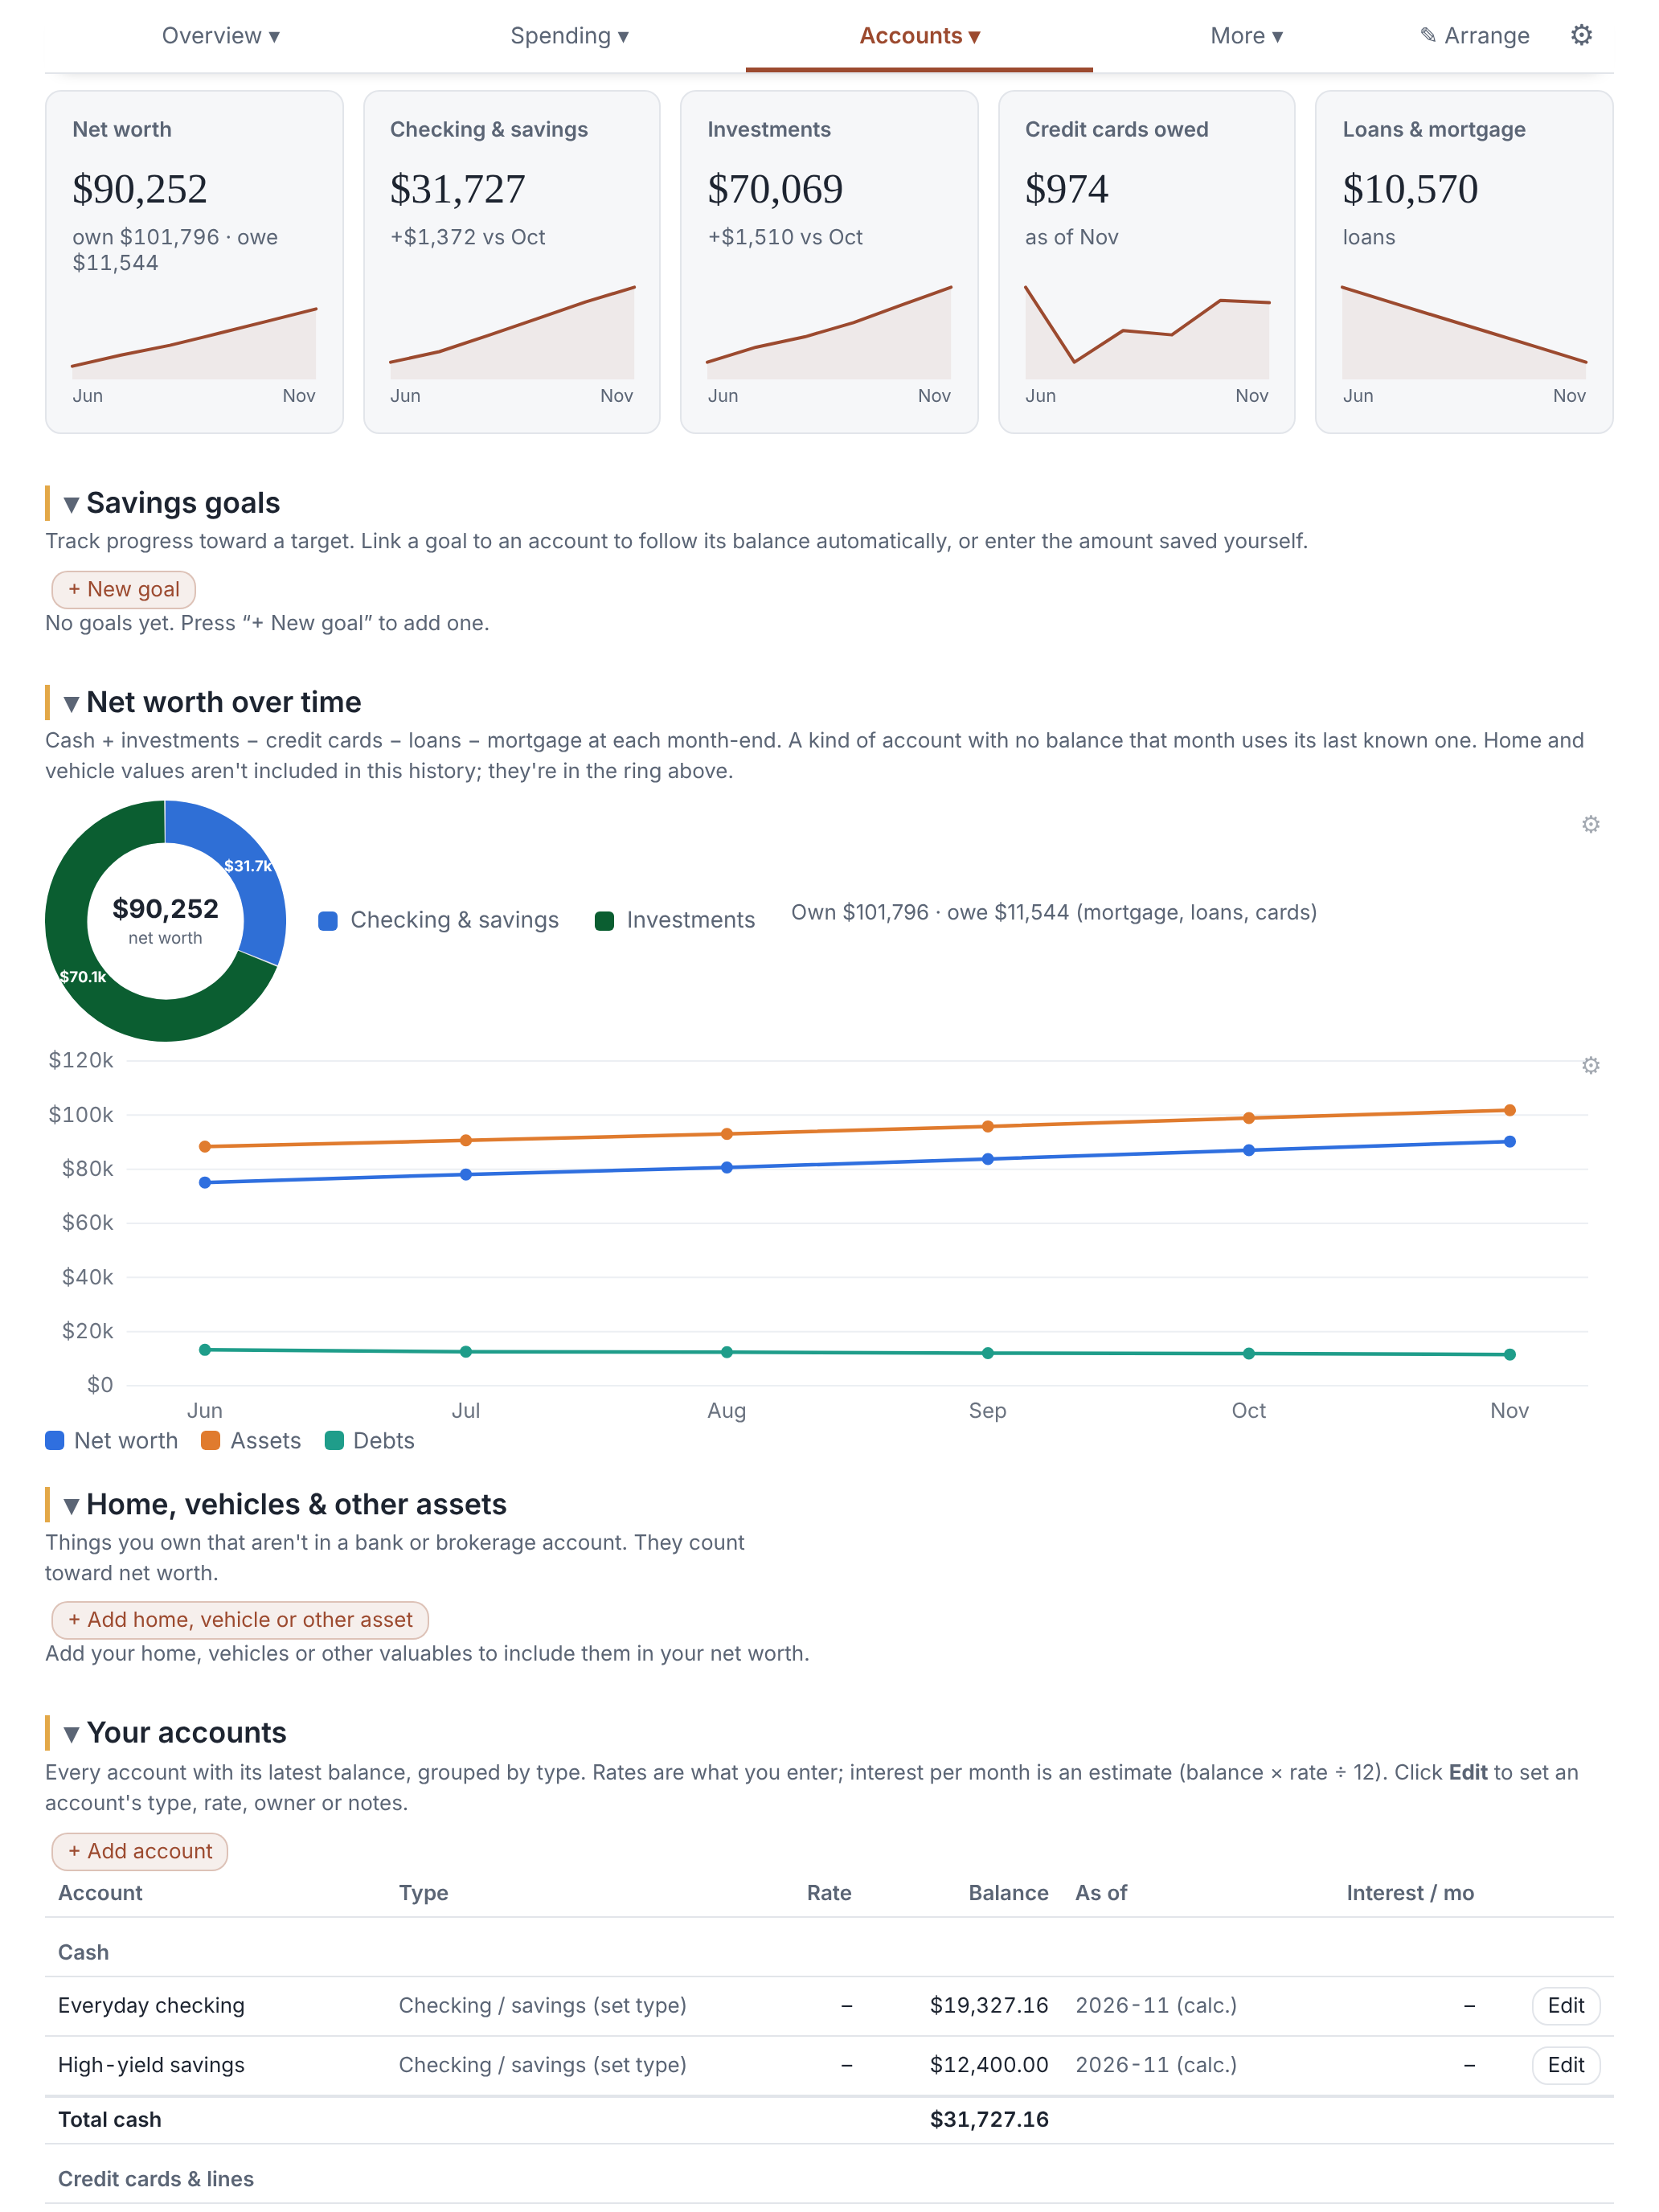 Overview ▾ Spending ▾ Accounts ▾ More ▾ ✎ Arrange ⚙
Net worth
$90,252
own $101,796 · owe
$11,544
Jun Nov
Checking & savings
$31,727
+$1,372 vs Oct
Jun Nov
Investments
$70,069
+$1,510 vs Oct
Jun Nov
Credit cards owed
$974
as of Nov
Jun Nov
Loans & mortgage
$10,570
loans
Jun Nov
▾ Savings goals
Track progress toward a target. Link a goal to an account to follow its balance automatically, or enter the amount saved yourself.
+ New goal
No goals yet. Press “+ New goal” to add one.
▾ Net worth over time
Cash + investments − credit cards − loans − mortgage at each month-end. A kind of account with no balance that month uses its last known one. Home and
vehicle values aren't included in this history; they're in the ring above.
$31.7k
$90,252
net worth
$70.1k
Checking & savings Investments Own $101,796 · owe $11,544 (mortgage, loans, cards)
$120k
$100k
$80k
$60k
$40k
$20k
$0
Jun Jul Aug Sep Oct Nov
Net worth Assets Debts
▾ Home, vehicles & other assets
Things you own that aren't in a bank or brokerage account. They count
toward net worth.
+ Add home, vehicle or other asset
Add your home, vehicles or other valuables to include them in your net worth.
▾ Your accounts
Every account with its latest balance, grouped by type. Rates are what you enter; interest per month is an estimate (balance × rate ÷ 12). Click Edit to set an
account's type, rate, owner or notes.
+ Add account
Account Type Rate Balance As of Interest / mo
Cash
Everyday checking Checking / savings (set type) – $19,327.16 2026-11 (calc.) – Edit
High-yield savings Checking / savings (set type) – $12,400.00 2026-11 (calc.) – Edit
Total cash $31,727.16
Credit cards & lines